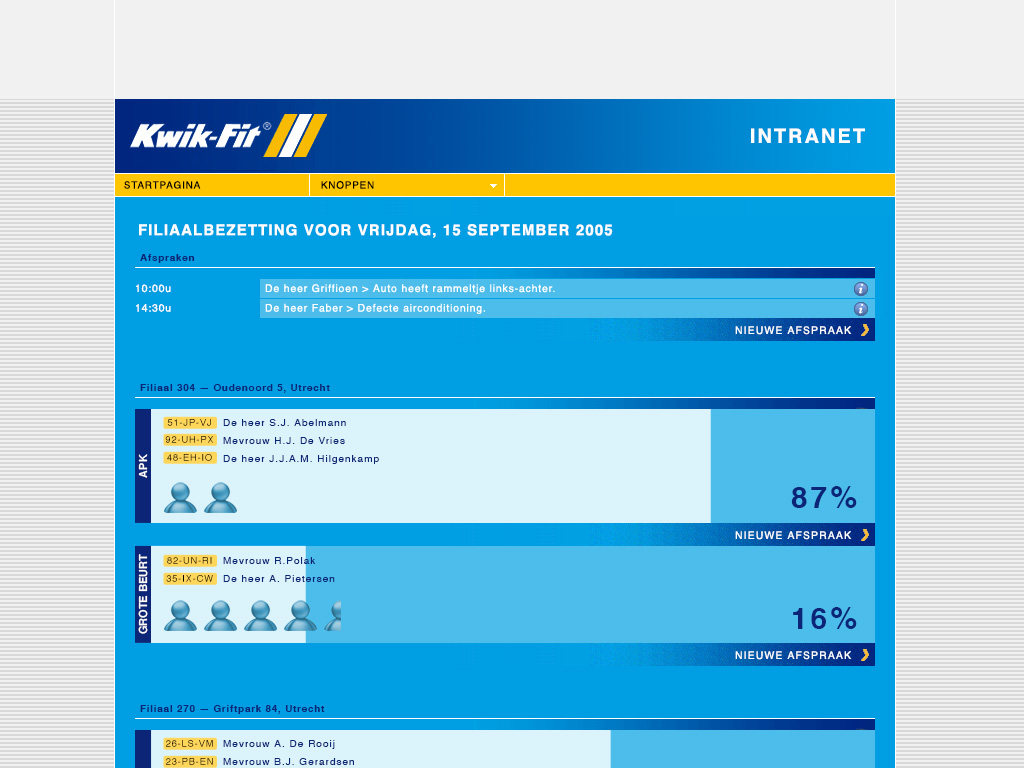 Kwik-Fit®
INTRANET
STARTPAGINA
KNOPPEN
FILIAALBEZETTING VOOR VRIJDAG, 15 SEPTEMBER 2005
Afspraken
10:00u De heer Griffioen > Auto heeft rammeltje links-achter.
14:30u De heer Faber > Defecte airconditioning.
NIEUWE AFSPRAAK
Filiaal 304 — Oudenoord 5, Utrecht
APK
51-JP-VJ De heer S.J. Abelmann
92-UH-PX Mevrouw H.J. De Vries
48-EH-IO De heer J.J.A.M. Hilgenkamp
87%
NIEUWE AFSPRAAK
GROTE BEURT
82-UN-RI Mevrouw R.Polak
35-IX-CW De heer A. Pietersen
16%
NIEUWE AFSPRAAK
Filiaal 270 — Griftpark 84, Utrecht
26-LS-VM Mevrouw A. De Rooij
23-PB-EN Mevrouw B.J. Gerardsen